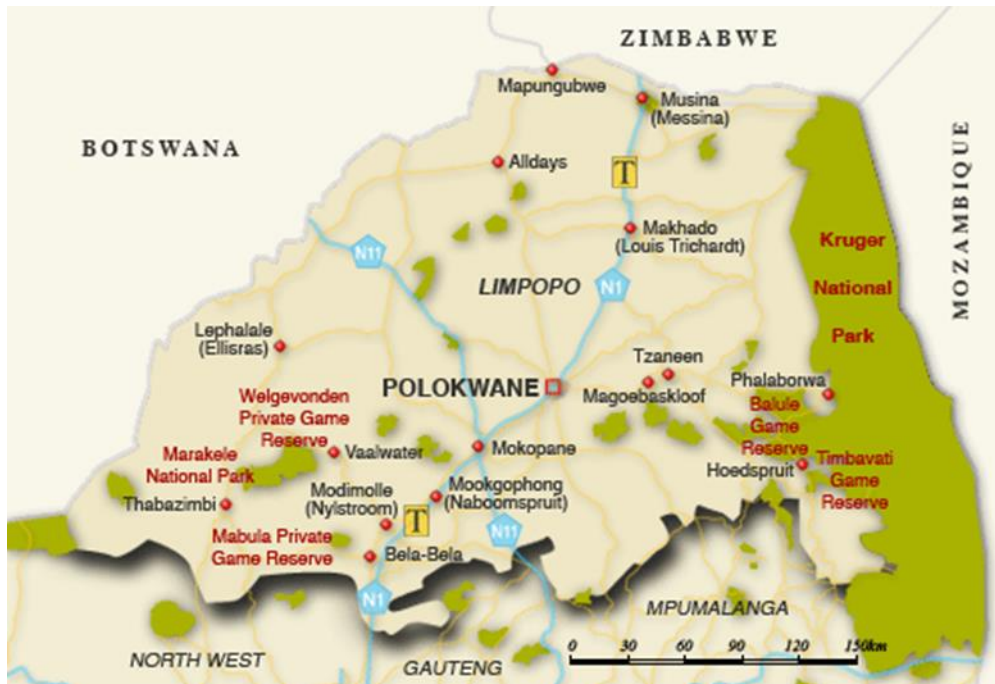 ZIMBABWE
Mapungubwe
Musina
(Messina)
BOTSWANA
MOZAMBIQUE
Alldays
T
Makhado
(Louis Trichardt)
Kruger
National
Park
N11
LIMPOPO
N1
Lephalale
(Ellisras)
Tzaneen
POLOKWANE
Magoebaskloof
Phalaborwa
Balule
Game
Reserve
Welgevonden
Private Game
Reserve
Vaalwater
Mokopane
Marakele
National Park
Hoedspruit
Timbavati
Game
Reserve
Thabazimbi
Modimolle
(Nylstroom)
Mookgophong
(Naboomspruit)
T
N11
Mabula Private
Game Reserve
Bela-Bela
N1
MPUMALANGA
NORTH WEST
GAUTENG
0 30 60 90 120 150km